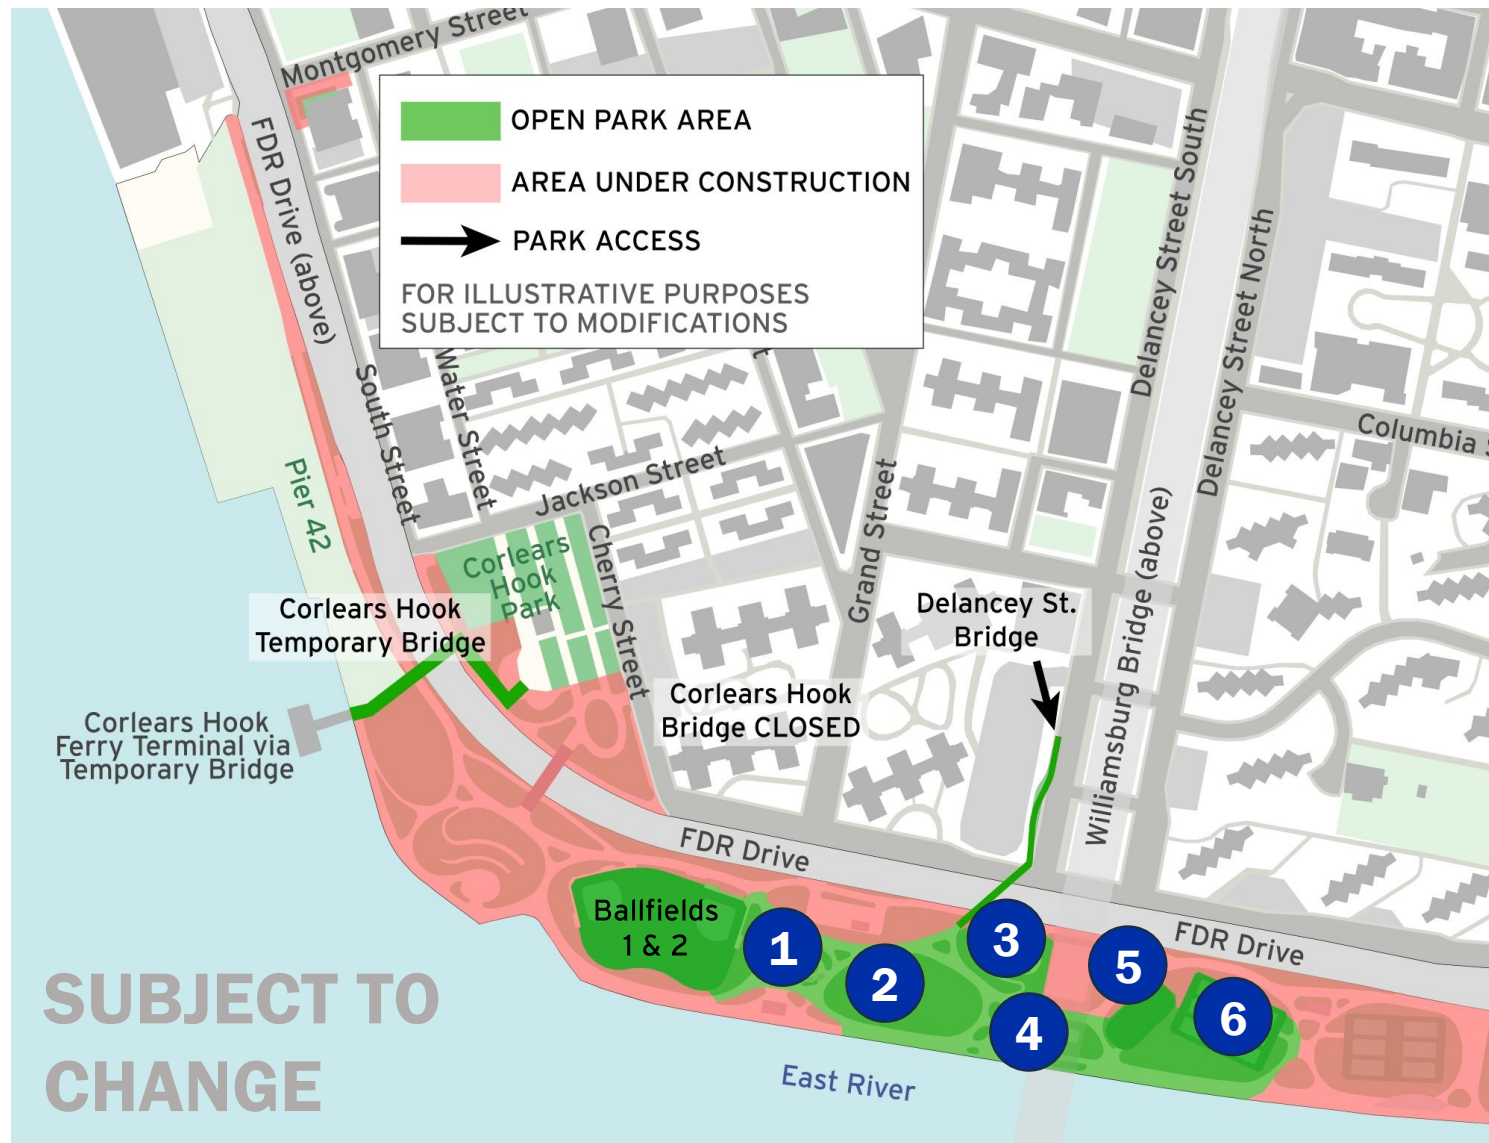 Montgomery Street
OPEN PARK AREA
AREA UNDER CONSTRUCTION
PARK ACCESS
FOR ILLUSTRATIVE PURPOSES
SUBJECT TO MODIFICATIONS
FDR Drive (above)
South Street
Water Street
Jackson Street
Cherry Street
Grand Street
Delancey Street South
Delancey Street North
Columbia
Williamsburg Bridge (above)
Pier 42
Corlears
Hook
Park
Corlears Hook
Temporary Bridge
Delancey St.
Bridge
Corlears Hook
Bridge CLOSED
Corlears Hook
Ferry Terminal via
Temporary Bridge
FDR Drive
FDR Drive
Ballfields
1 & 2
1
2
3
4
5
6
East River
SUBJECT TO
CHANGE